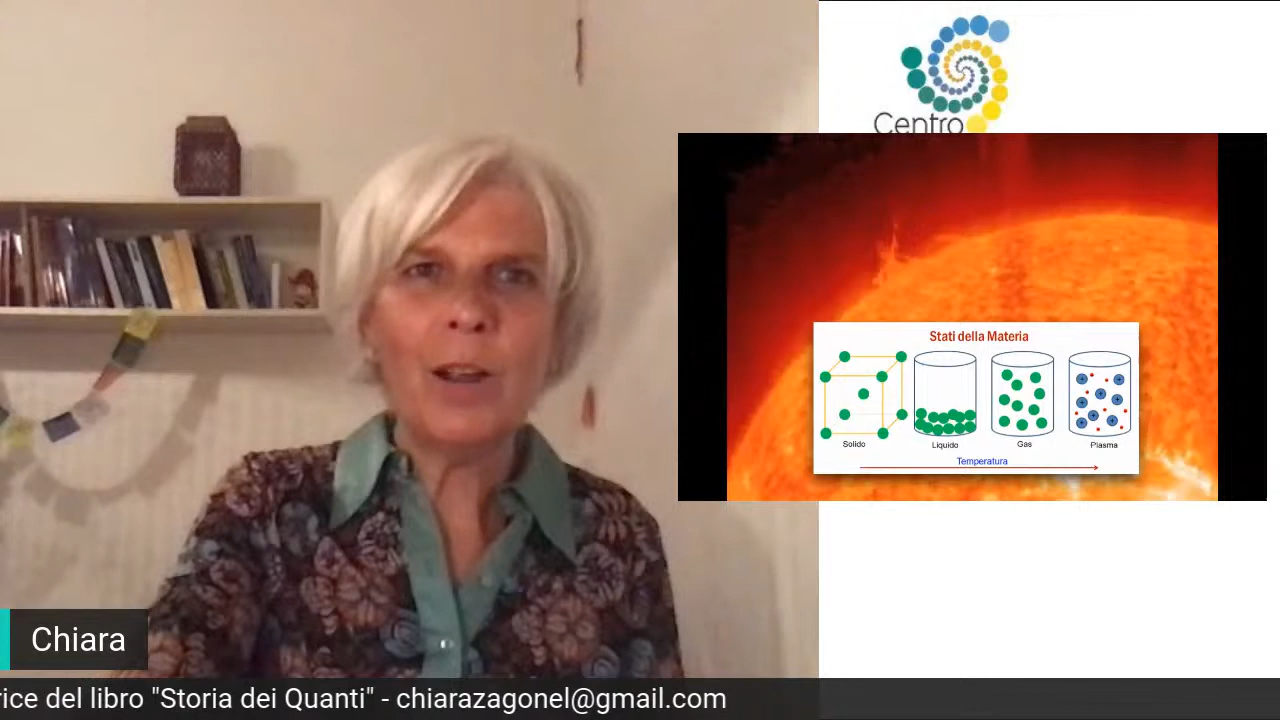 Centro
Stati della Materia
Solido
Liquido
Gas
Plasma
Temperatura
Chiara
rice del libro "Storia dei Quanti" - chiarazagonel@gmail.com